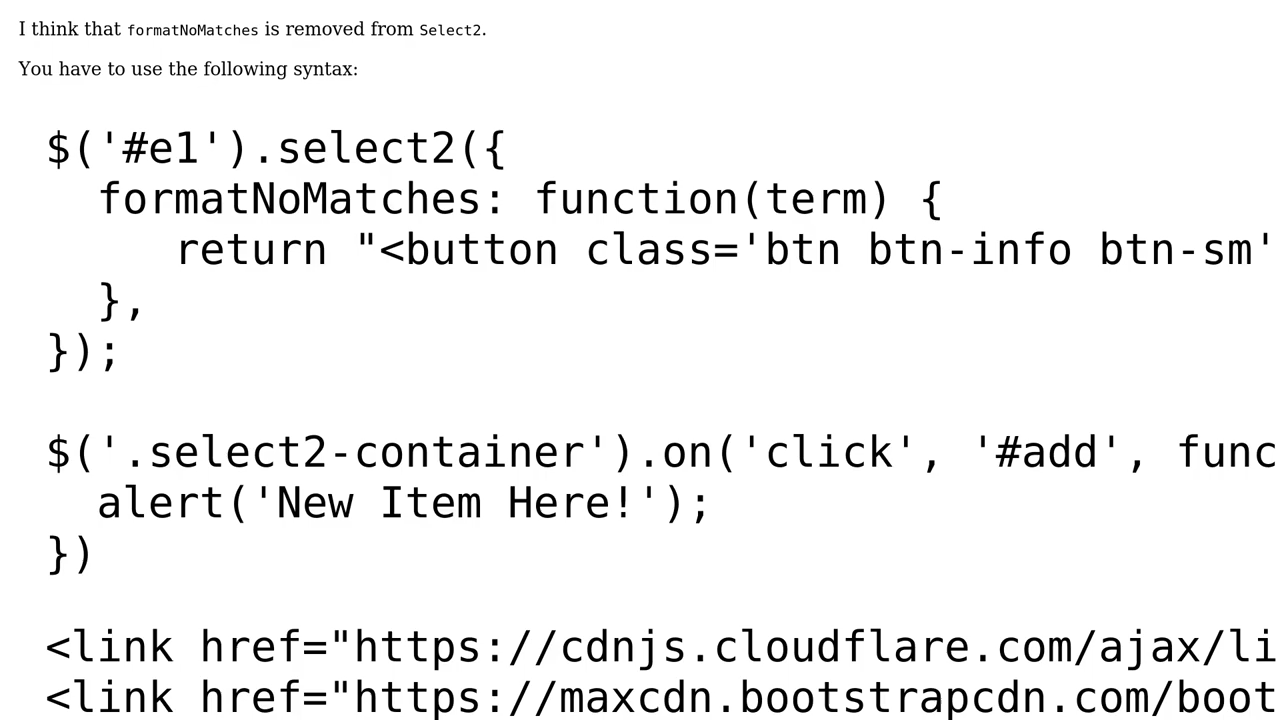 I think that formatNoMatches is removed from Select2.
You have to use the following syntax:
$('#e1').select2({
  formatNoMatches: function(term) {
     return "<button class='btn btn-info btn-sm'
  },
});
$('.select2-container').on('click', '#add', func
  alert('New Item Here!');
})
<link href="https://cdnjs.cloudflare.com/ajax/li
<link href="https://maxcdn.bootstrapcdn.com/boot